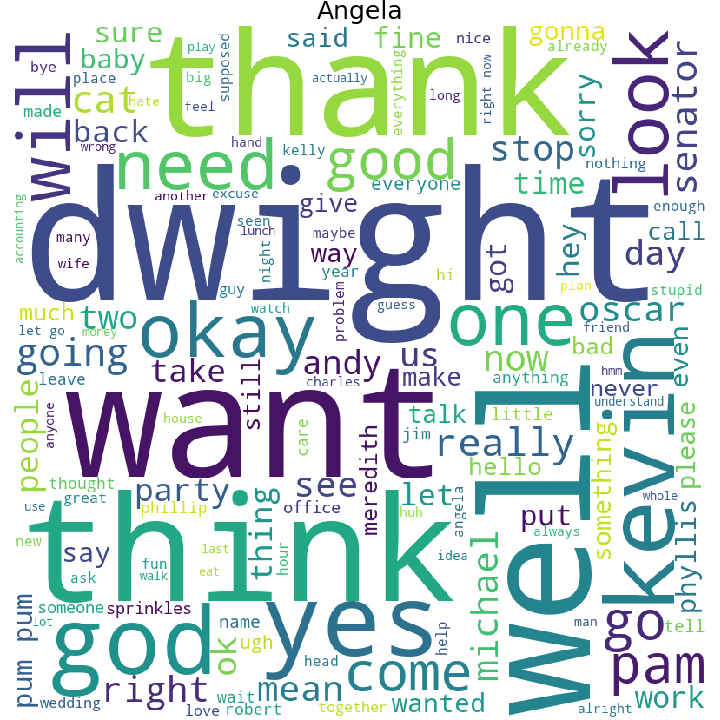 Angela
sure
said
fine
nice
gonna
already
bye
play
big
supposed
thank
everything
long
right now
look
senator
place
baby
actually
will
made
cat
hate
feel
sorry
back
wrong
hand
kelly
need
good
stop
nothing
time
accounting
another
excuse
everyone
enough
dwight
many
wife
seen
lunch
give
maybe
way
night
year
got
hey
call
day
guy
problem
hi
plan
stupid
much
two
watch
guess
one
oscar
let go
money
okay
friend
going
andy
us
now
bad
take
still
charles
make
anything
hmm
even
leave
want
never
understand
people
anyone
house
care
jim
talk
little
kevin
really
meredith
hello
something
please
thought
party
see
let
whole
great
use
phillip
office
huh
angela
put
always
think
thing
well
phyllis
new
last
hour
idea
say
fun
ask
walk
eat
michael
pum pum
someone
sprinkles
name
yes
help
man
go
tell
lot
god
ok
ugh
head
come
pam
right
mean
wedding
wait
wanted
work
love
robert
together
alright